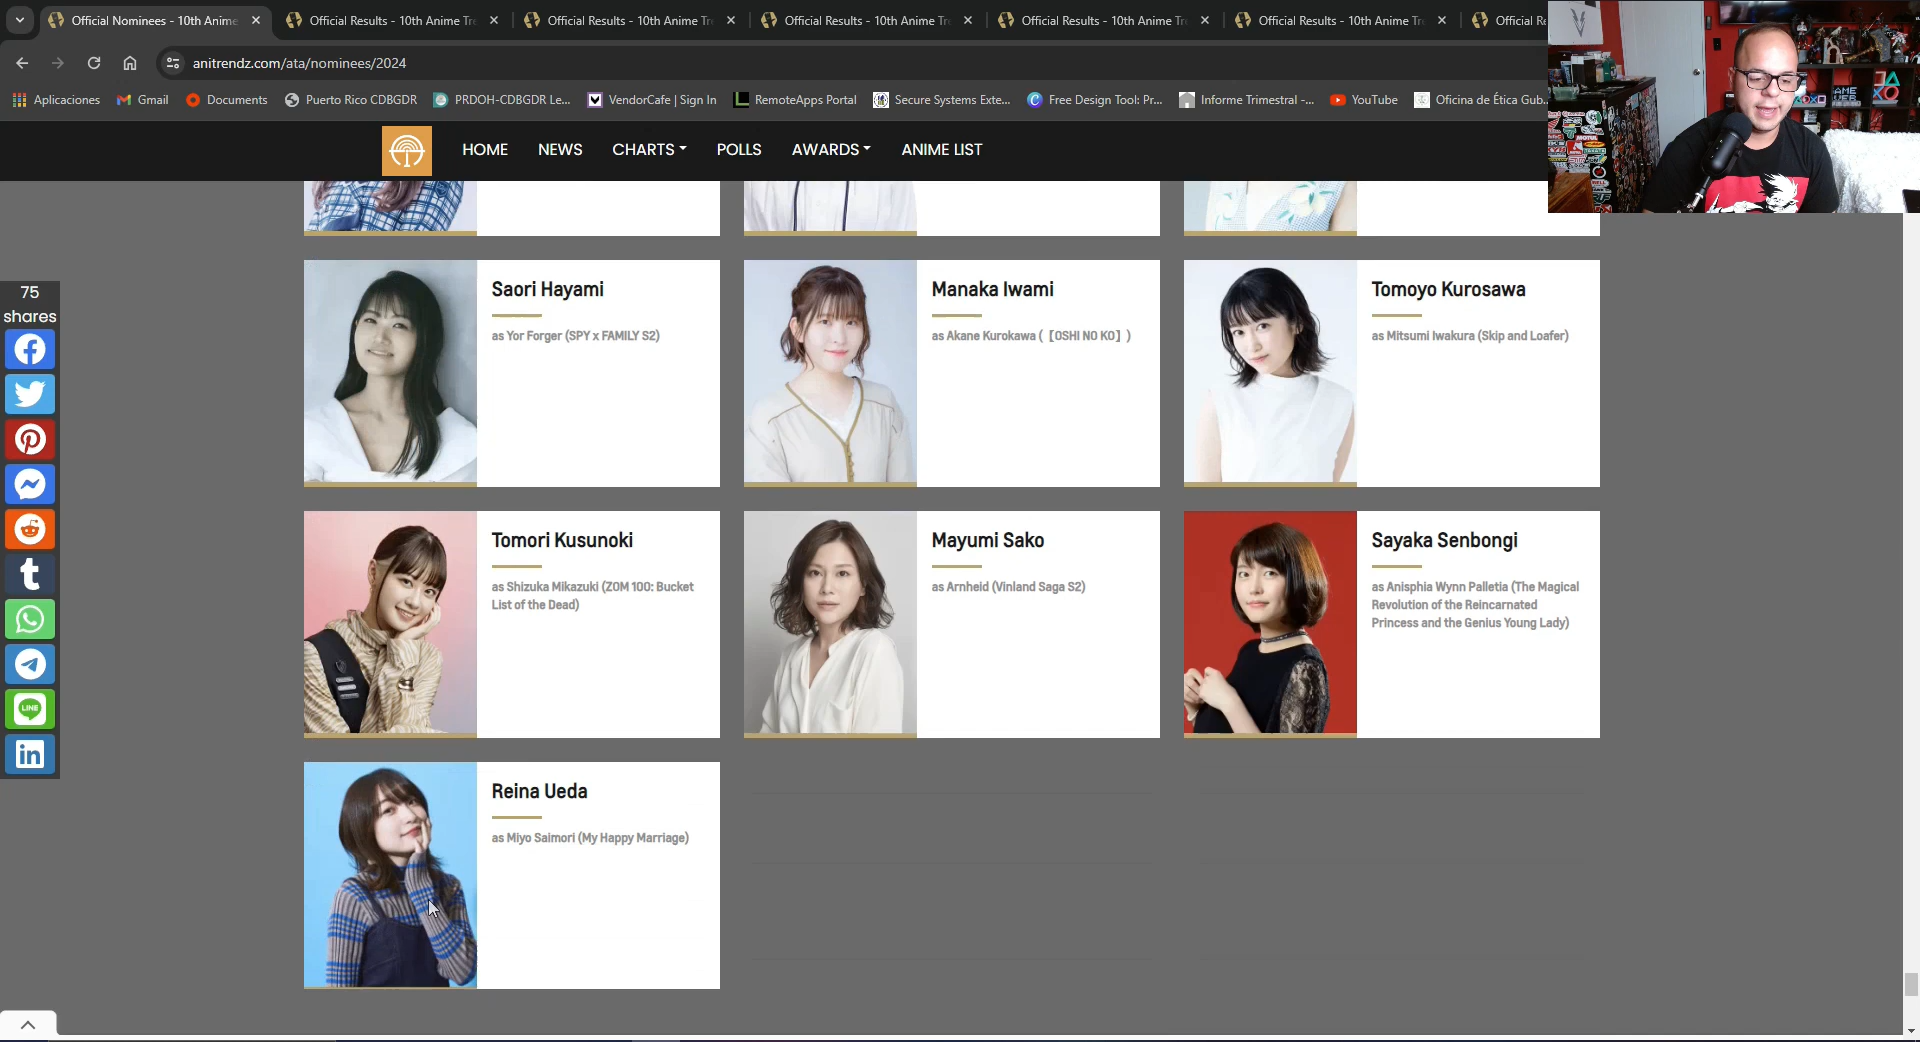 Official Nominees - 10th Anime
Official Results - 10th Anime Tr
Official Results - 10th Anime Tr
Official Results - 10th Anime Tr
Official Results - 10th Anime Tr
Official Results - 10th Anime Tr
Official Re
anitrendz.com/ata/nominees/2024
Aplicaciones
Gmail
Documents
Puerto Rico CDBGDR
PRDOH-CDBGDR Le...
VendorCafe | Sign In
RemoteApps Portal
Secure Systems Exte...
Free Design Tool: Pr...
Informe Trimestral -...
YouTube
Oficina de Ética Gub...
HOME
NEWS
CHARTS
POLLS
AWARDS
ANIME LIST
75
shares
LINE
Saori Hayami
as Yor Forger (SPY x FAMILY S2)
Manaka Iwami
as Akane Kurokawa (【OSHI NO KO】)
Tomoyo Kurosawa
as Mitsumi Iwakura (Skip and Loafer)
Tomori Kusunoki
as Shizuka Mikazuki (ZOM 100: Bucket
List of the Dead)
Mayumi Sako
as Arnheid (Vinland Saga S2)
Sayaka Senbongi
as Anisphia Wynn Palletia (The Magical
Revolution of the Reincarnated
Princess and the Genius Young Lady)
Reina Ueda
as Miyo Saimori (My Happy Marriage)